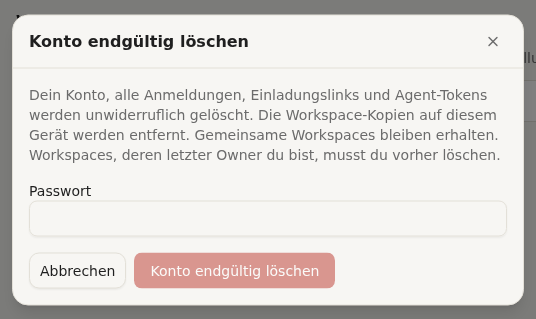 Konto endgültig löschen
Dein Konto, alle Anmeldungen, Einladungslinks und Agent-Tokens
werden unwiderruflich gelöscht. Die Workspace-Kopien auf diesem
Gerät werden entfernt. Gemeinsame Workspaces bleiben erhalten.
Workspaces, deren letzter Owner du bist, musst du vorher löschen.
Passwort
Abbrechen
Konto endgültig löschen